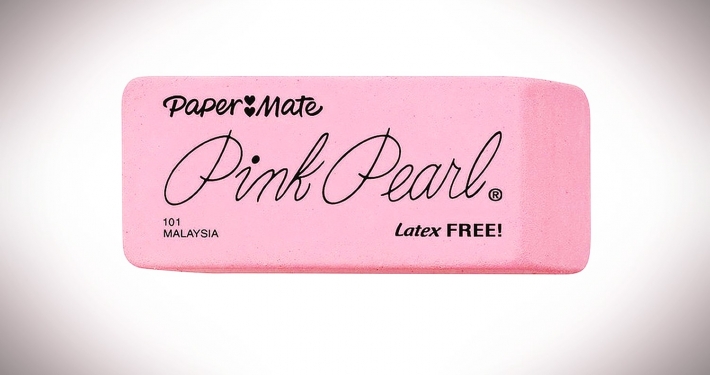 Paper Mate
Pink Pearl®
101
MALAYSIA
Latex FREE!